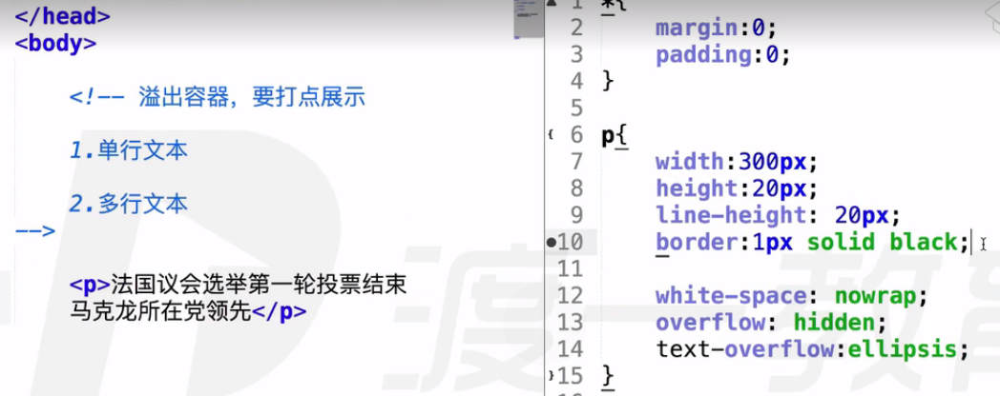 </head>
<body>
<!-- 溢出容器，要打点展示
1.单行文本
2.多行文本
-->
<p>法国议会选举第一轮投票结束
马克龙所在党领先</p>
1 *{
2 margin:0;
3 padding:0;
4 }
5
6 p{
7 width:300px;
8 height:20px;
9 line-height: 20px;
10 border:1px solid black;
11
12 white-space: nowrap;
13 overflow: hidden;
14 text-overflow:ellipsis;
15 }
渡一教育